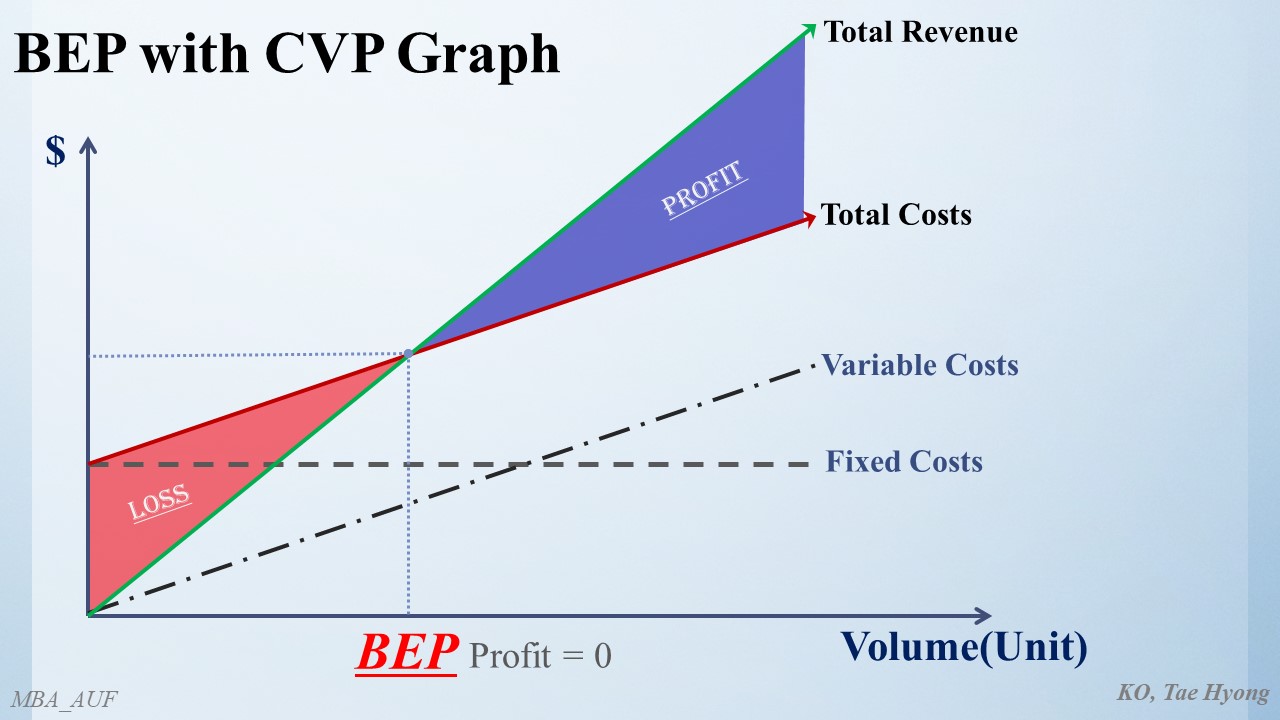 BEP with CVP Graph
Total Revenue
$
PROFIT
Total Costs
Variable Costs
Fixed Costs
LOSS
BEP Profit = 0
Volume(Unit)
MBA_AUF
KO, Tae Hyong